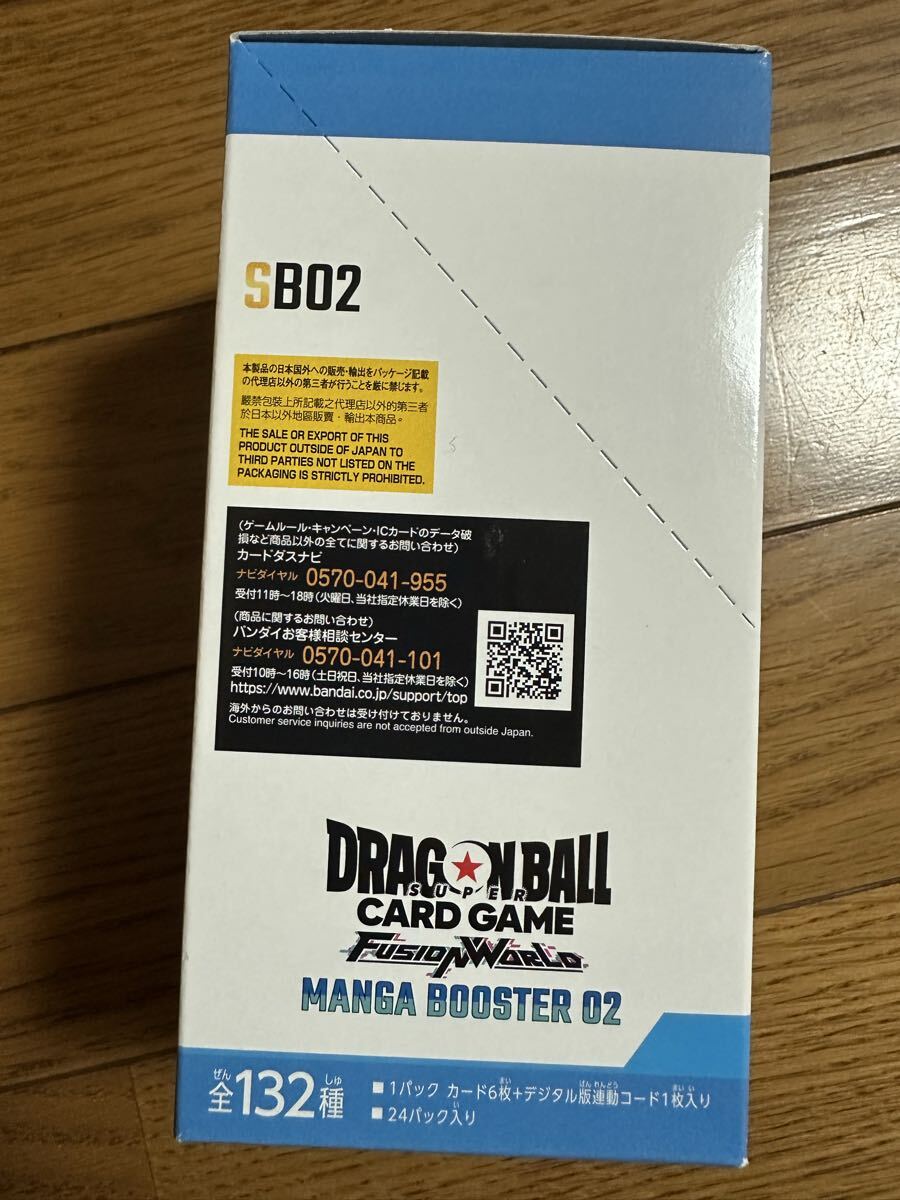 SB02
本製品の日本国外への販売・輸出をパッケージ記載
の代理店以外の第三者が行うことを厳に禁じます。
嚴禁包裝上所記載之代理店以外的第三者
於日本以外地區販賣・輸出本商品。
THE SALE OR EXPORT OF THIS
PRODUCT OUTSIDE OF JAPAN TO
THIRD PARTIES NOT LISTED ON THE
PACKAGING IS STRICTLY PROHIBITED.
(ゲームルール・キャンペーン・ICカードのデータ破
損など商品以外の全てに関するお問い合わせ)
カードダスナビ
ナビダイヤル 0570-041-955
受付11時～18時(火曜日、当社指定休業日を除く)
(商品に関するお問い合わせ)
バンダイお客様相談センター
ナビダイヤル 0570-041-101
受付10時～16時(土日祝日、当社指定休業日を除く)
https://www.bandai.co.jp/support/top
海外からのお問い合わせは受け付けておりません。
Customer service inquiries are not accepted from outside Japan.
DRAGON BALL
SUPER
CARD GAME
FUSION WORLD
MANGA BOOSTER 02
ぜん しゅ
全132種
まい ばんれんどう まいい
■1パック カード6枚+デジタル版連動コード1枚入り
い
■24パック入り